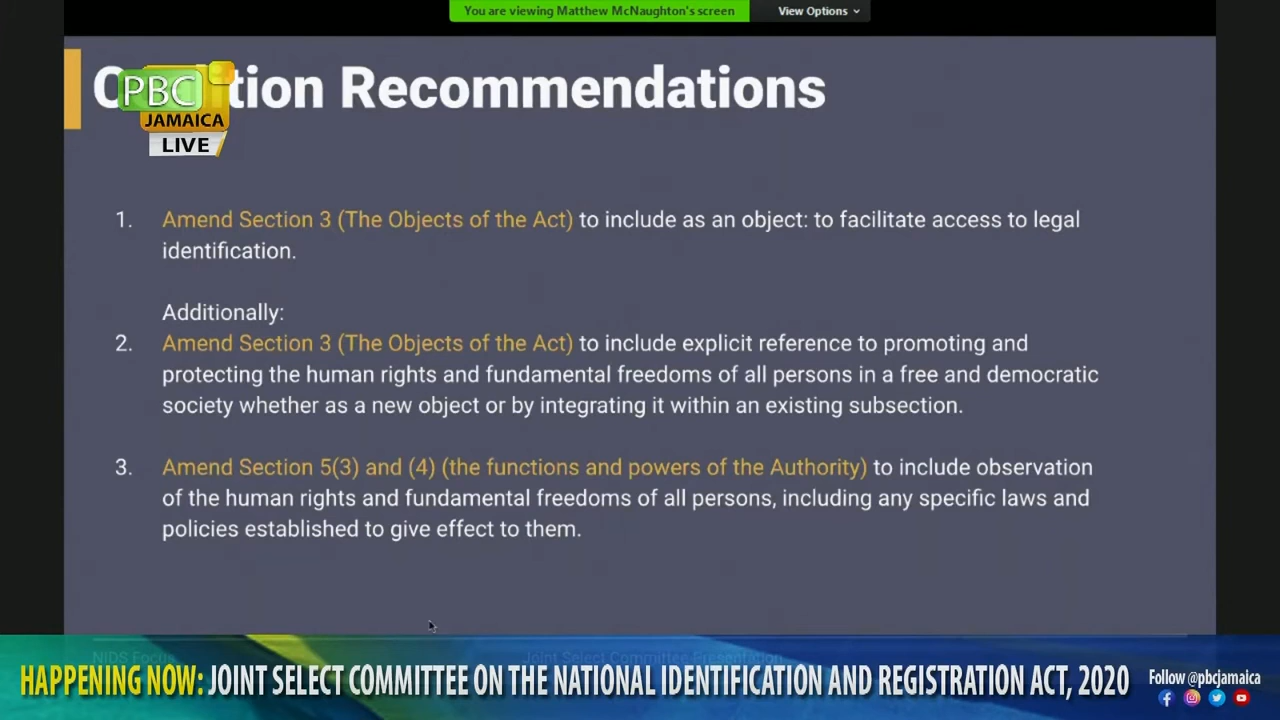 You are viewing Matthew McNaughton's screen View Options
tion Recommendations
PBC
JAMAICA
LIVE
1. Amend Section 3 (The Objects of the Act) to include as an object: to facilitate access to legal
identification.
Additionally:
2. Amend Section 3 (The Objects of the Act) to include explicit reference to promoting and
protecting the human rights and fundamental freedoms of all persons in a free and democratic
society whether as a new object or by integrating it within an existing subsection.
3. Amend Section 5(3) and (4) (the functions and powers of the Authority) to include observation
of the human rights and fundamental freedoms of all persons, including any specific laws and
policies established to give effect to them.
NIDS Focus Joint Select Committee Presentation
HAPPENING NOW: JOINT SELECT COMMITTEE ON THE NATIONAL IDENTIFICATION AND REGISTRATION ACT, 2020
Follow @pbcjamaica